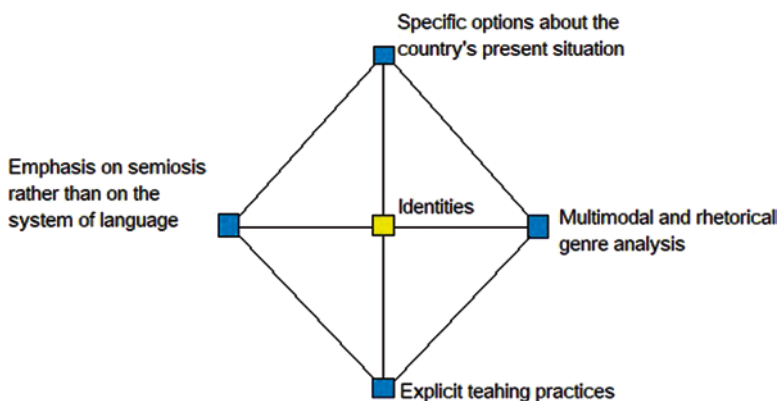 Specific options about the
country's present situation
Emphasis on semiosis
rather than on the
system of language
Identities
Multimodal and rhetorical
genre analysis
Explicit teahing practices